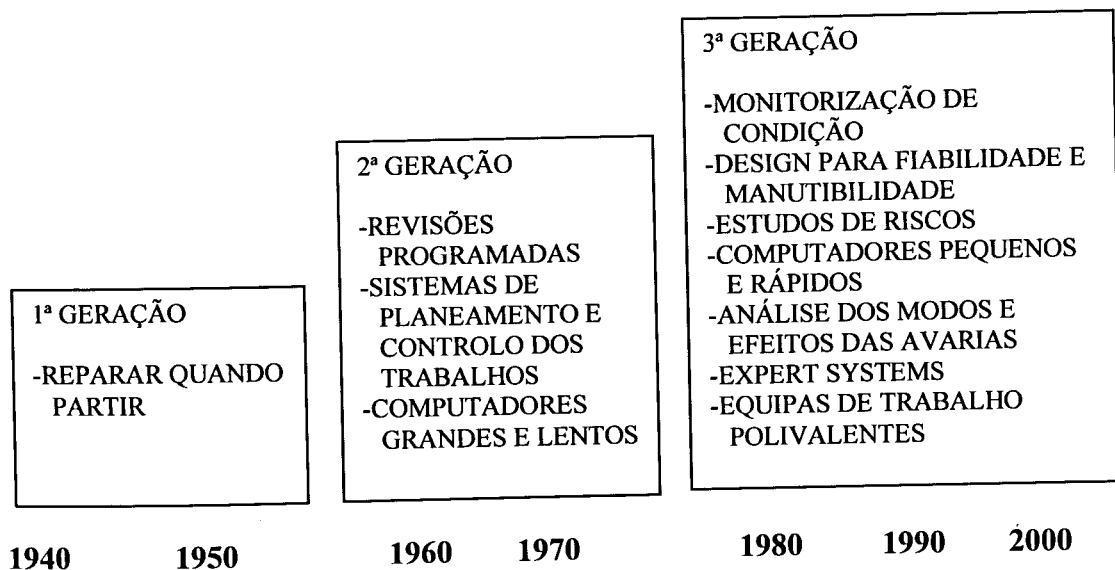 1ª GERAÇÃO
-REPARAR QUANDO
PARTIR
2ª GERAÇÃO
-REVISÕES
PROGRAMADAS
-SISTEMAS DE
PLANEAMENTO E
CONTROLO DOS
TRABALHOS
-COMPUTADORES
GRANDES E LENTOS
3ª GERAÇÃO
-MONITORIZAÇÃO DE
CONDIÇÃO
-DESIGN PARA FIABILIDADE E
MANUTIBILIDADE
-ESTUDOS DE RISCOS
-COMPUTADORES PEQUENOS
E RÁPIDOS
-ANÁLISE DOS MODOS E
EFEITOS DAS AVARIAS
-EXPERT SYSTEMS
-EQUIPAS DE TRABALHO
POLIVALENTES
1940 1950 1960 1970 1980 1990 2000